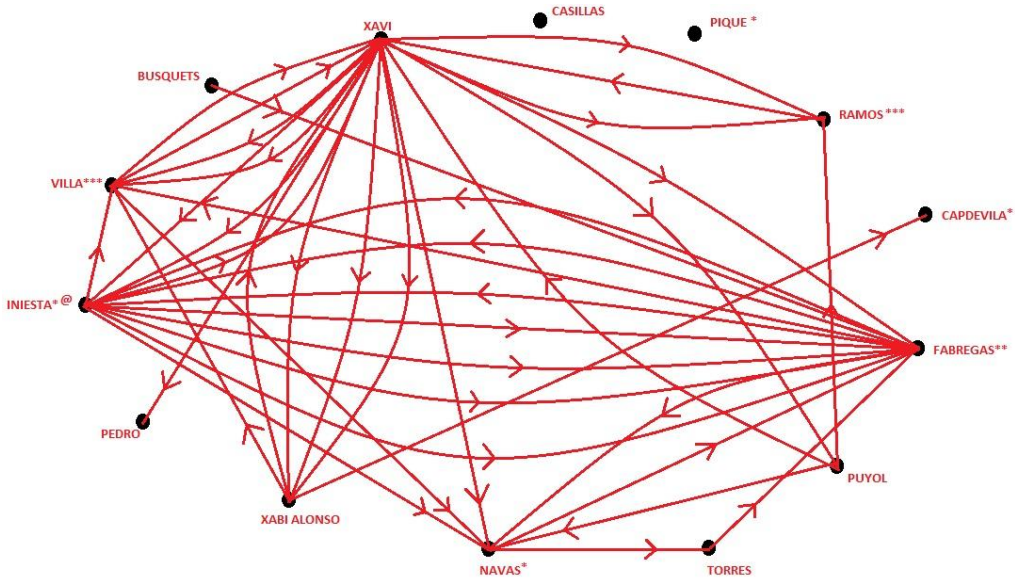 CASILLAS
XAVI
PIQUE *
BUSQUETS
RAMOS ***
VILLA***
CAPDEVILA*
INIESTA* @
FABREGAS**
PEDRO
PUYOL
XABI ALONSO
NAVAS*
TORRES